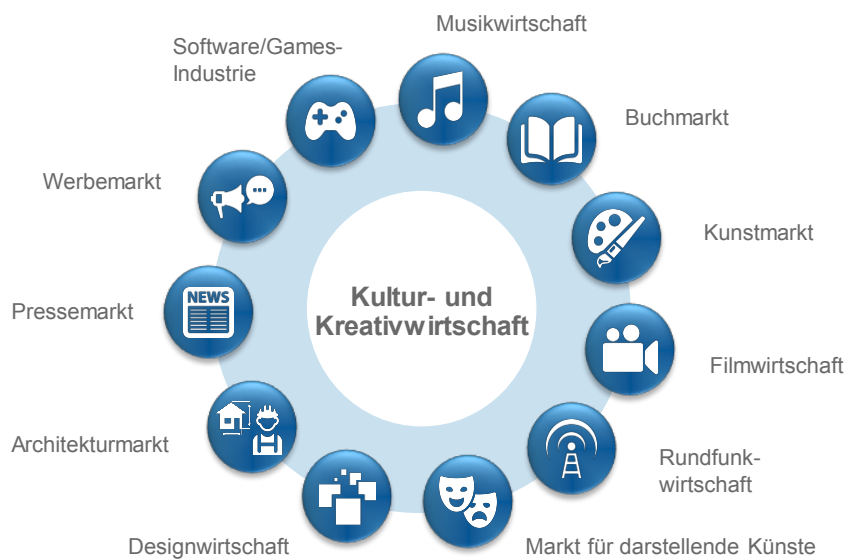 Musikwirtschaft
Software/Games-
Industrie
Buchmarkt
Werbemarkt
Kunstmarkt
NEWS
Pressemarkt
Kultur- und
Kreativwirtschaft
Filmwirtschaft
Architekturmarkt
Rundfunk-
wirtschaft
Designwirtschaft
Markt für darstellende Künste